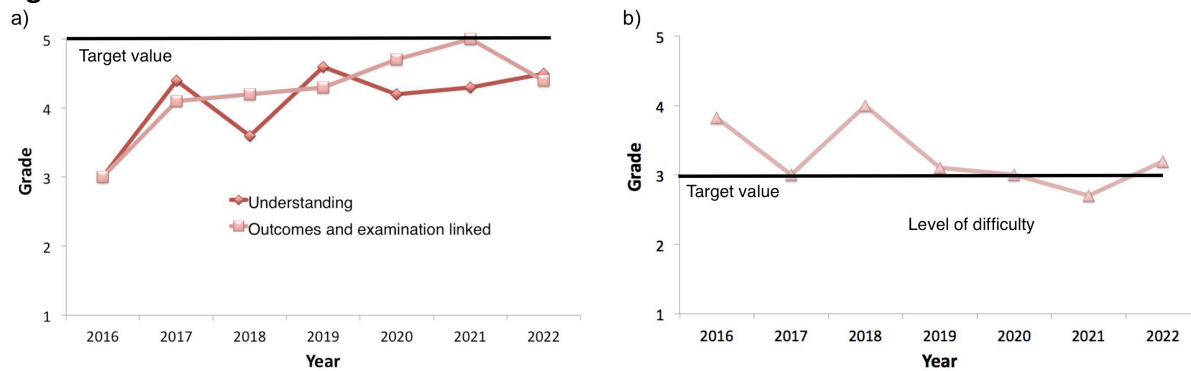 a)
5
4
3
2
1
Grade
Target value
Understanding
Outcomes and examination linked
2016 2017 2018 2019 2020 2021 2022
Year
b)
5
4
3
2
1
Grade
Target value
Level of difficulty
2016 2017 2018 2019 2020 2021 2022
Year